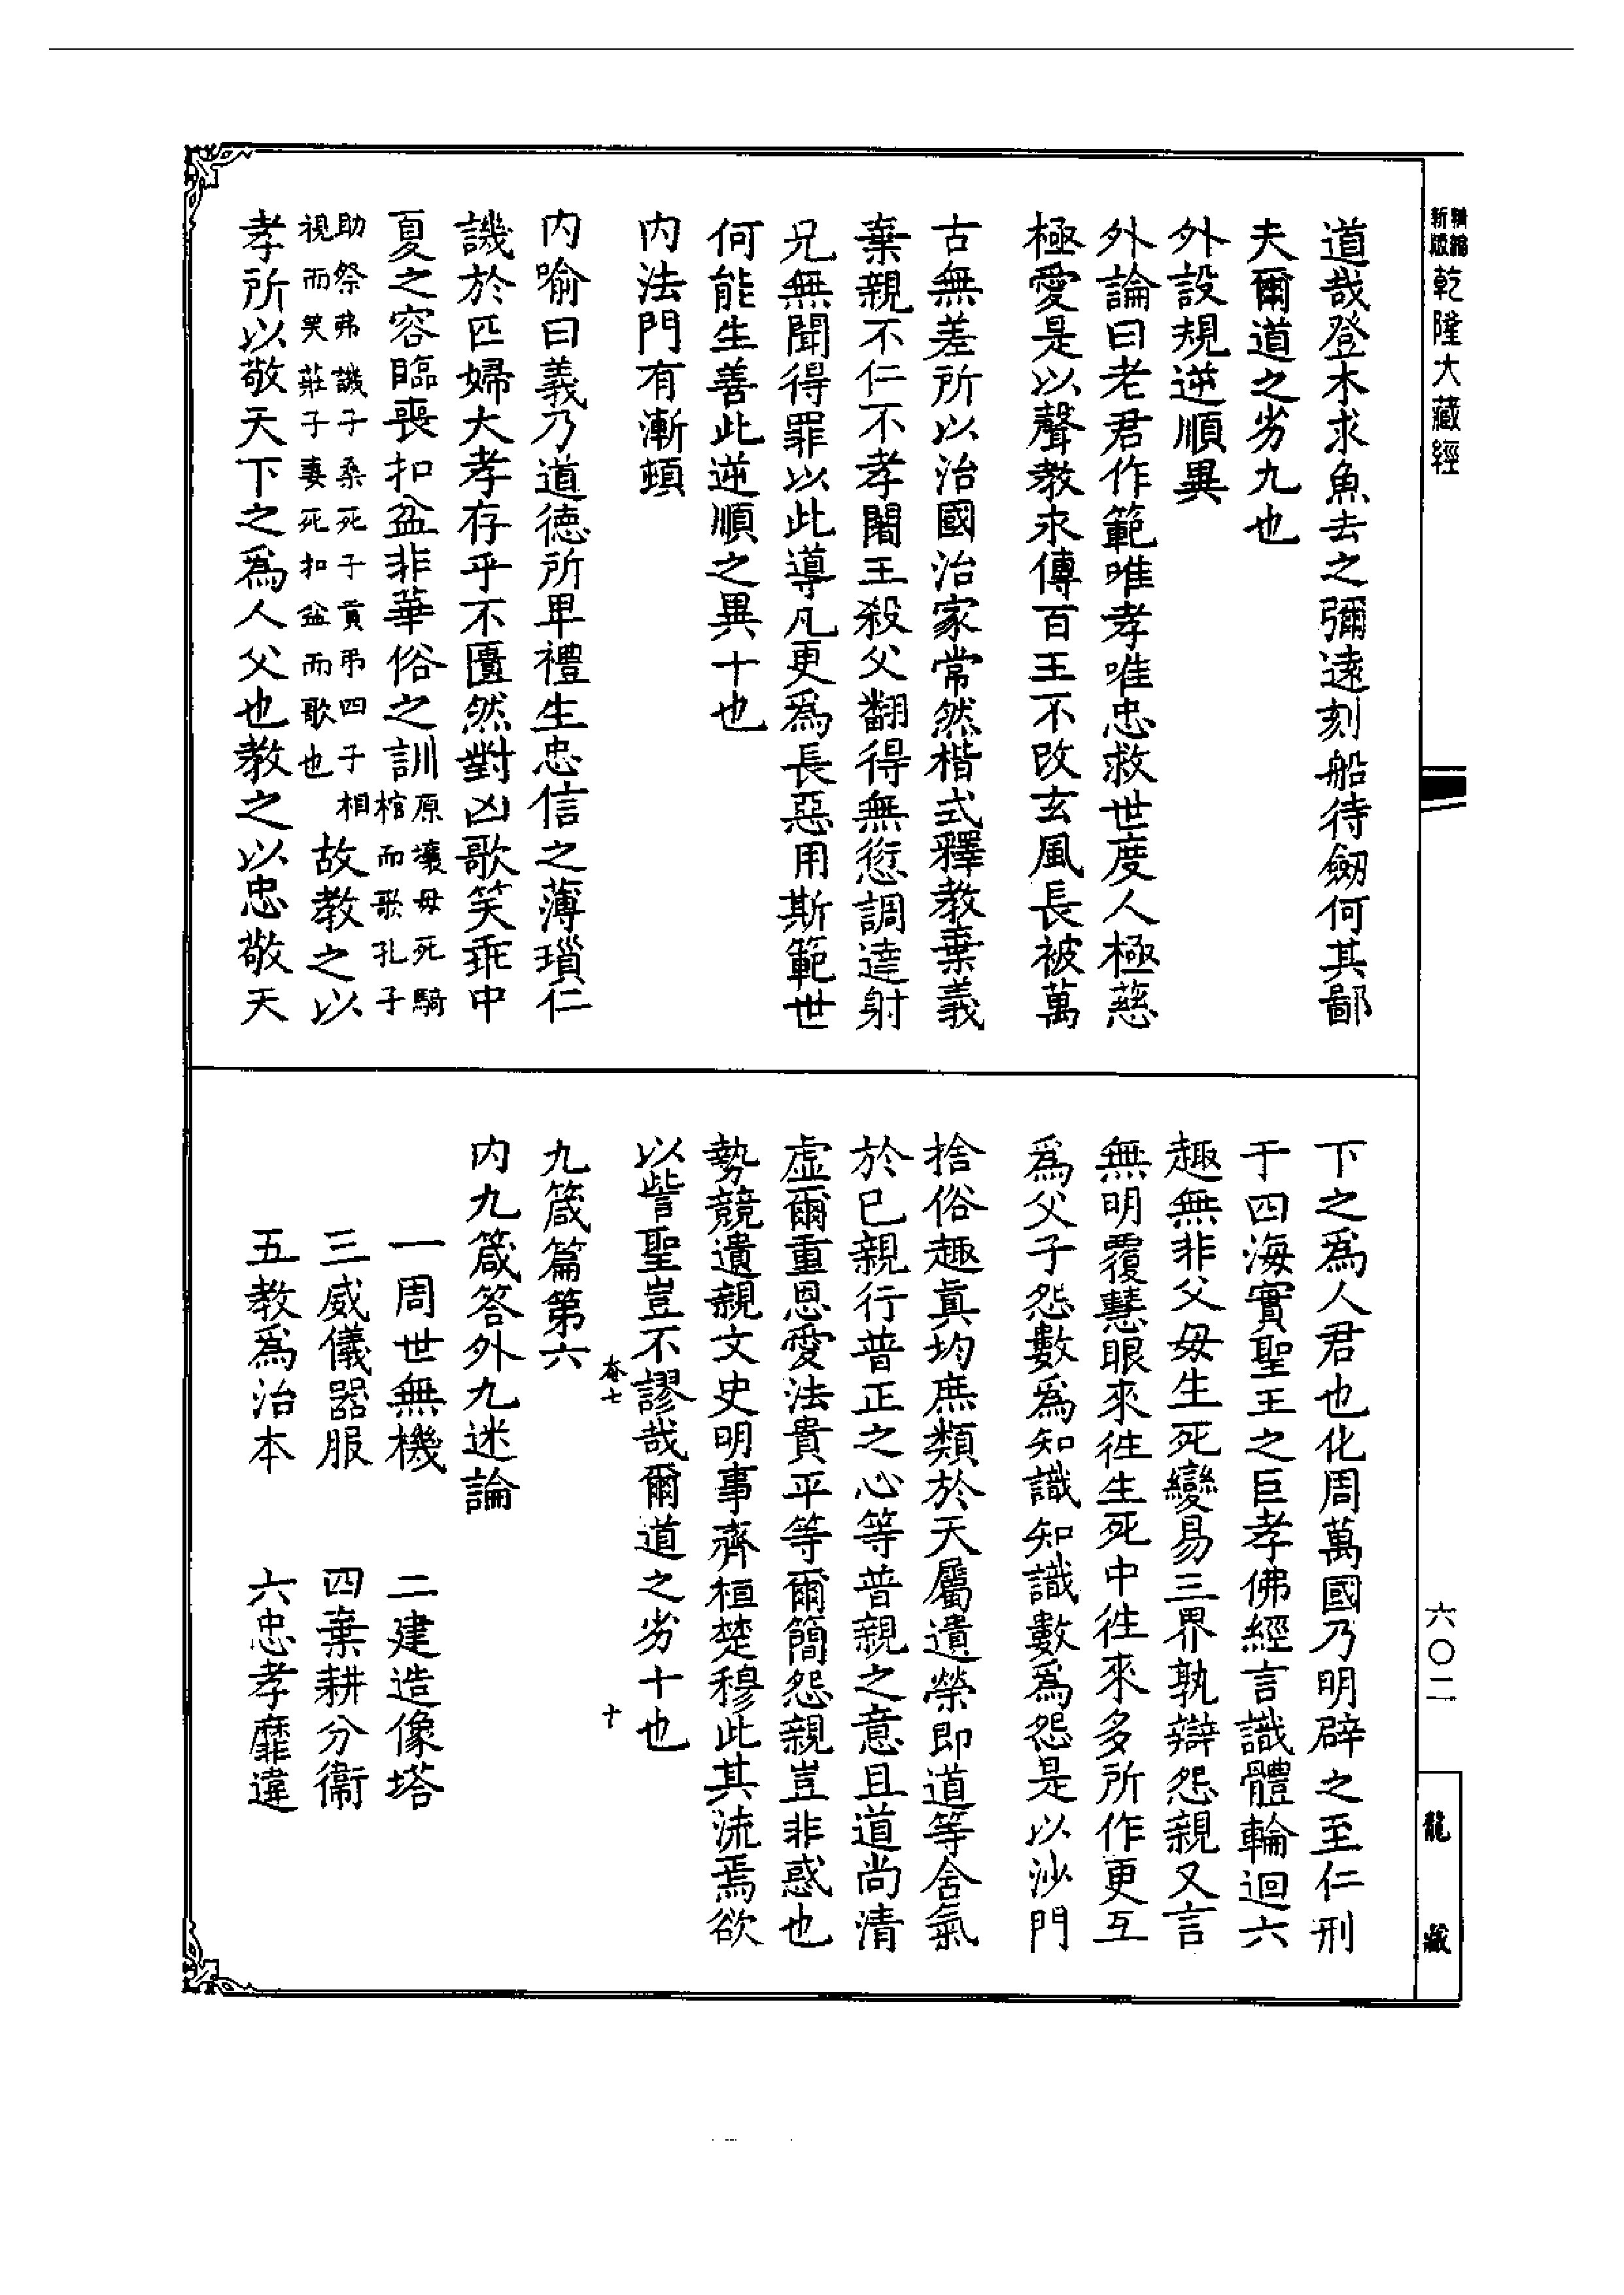 精縮新版乾隆大藏經
道哉登木求魚去之彌遠刻船待劒何其鄙
夫爾道之劣九也
外設規逆順異
外論曰老君作範唯孝唯忠救世度人極慈
極愛是以聲教永傳百王不改玄風長被萬
古無差所以治國治家常然楷式釋教棄義
棄親不仁不孝闍王殺父翻得無愆調達射
兄無聞得罪以此導凡更爲長惡用斯範世
何能生善此逆順之異十也
內法門有漸頓
內喻曰義乃道德所卑禮生忠信之薄瑣仁
譏於匹婦大孝存乎不匱然對凶歌笑乖中
夏之容臨喪扣盆非華俗之訓原壤母死騎棺而歌孔子
助祭弗譏子桑死子貢弔四子相視而笑莊子妻死扣盆而歌也故教之以
孝所以敬天下之爲人父也教之以忠敬天
下之爲人君也化周萬國乃明辟之至仁刑
于四海實聖王之巨孝佛經言識體輪迴六
趣無非父母生死變易三界孰辯怨親又言
無明覆慧眼來往生死中往來多所作更互
爲父子怨數爲知識知識數爲怨是以沙門
捨俗趣真均庶類於天屬遺榮即道等含氣
於已親行普正之心等普親之意且道尚清
虛爾重恩愛法貴平等爾簡怨親豈非惑也
勢競遺親文史明事齊桓楚穆此其流焉欲
以訾聖豈不謬哉爾道之劣十也
卷七 十
九箴篇第六
內九箴答外九迷論
一周世無機 二建造像塔
三威儀器服 四棄耕分衛
五教爲治本 六忠孝靡違
六〇二
龍藏